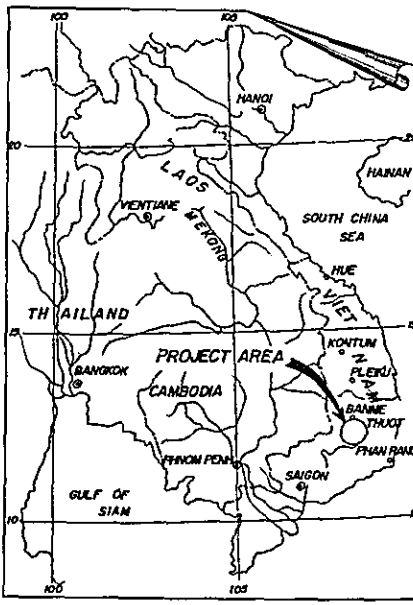 100
105
HANOI
20
LAOS
HAINAN
VIENTIANE
MEKONG
SOUTH CHINA
SEA
HUE
VIET NAM
THAILAND
15
KONTUM
PROJECT AREA
PLEIKU
BANGKOK
CAMBODIA
BANME
THUOT
PHNOM PENH
PHAN RANG
SAIGON
GULF OF
SIAM
10
100
105